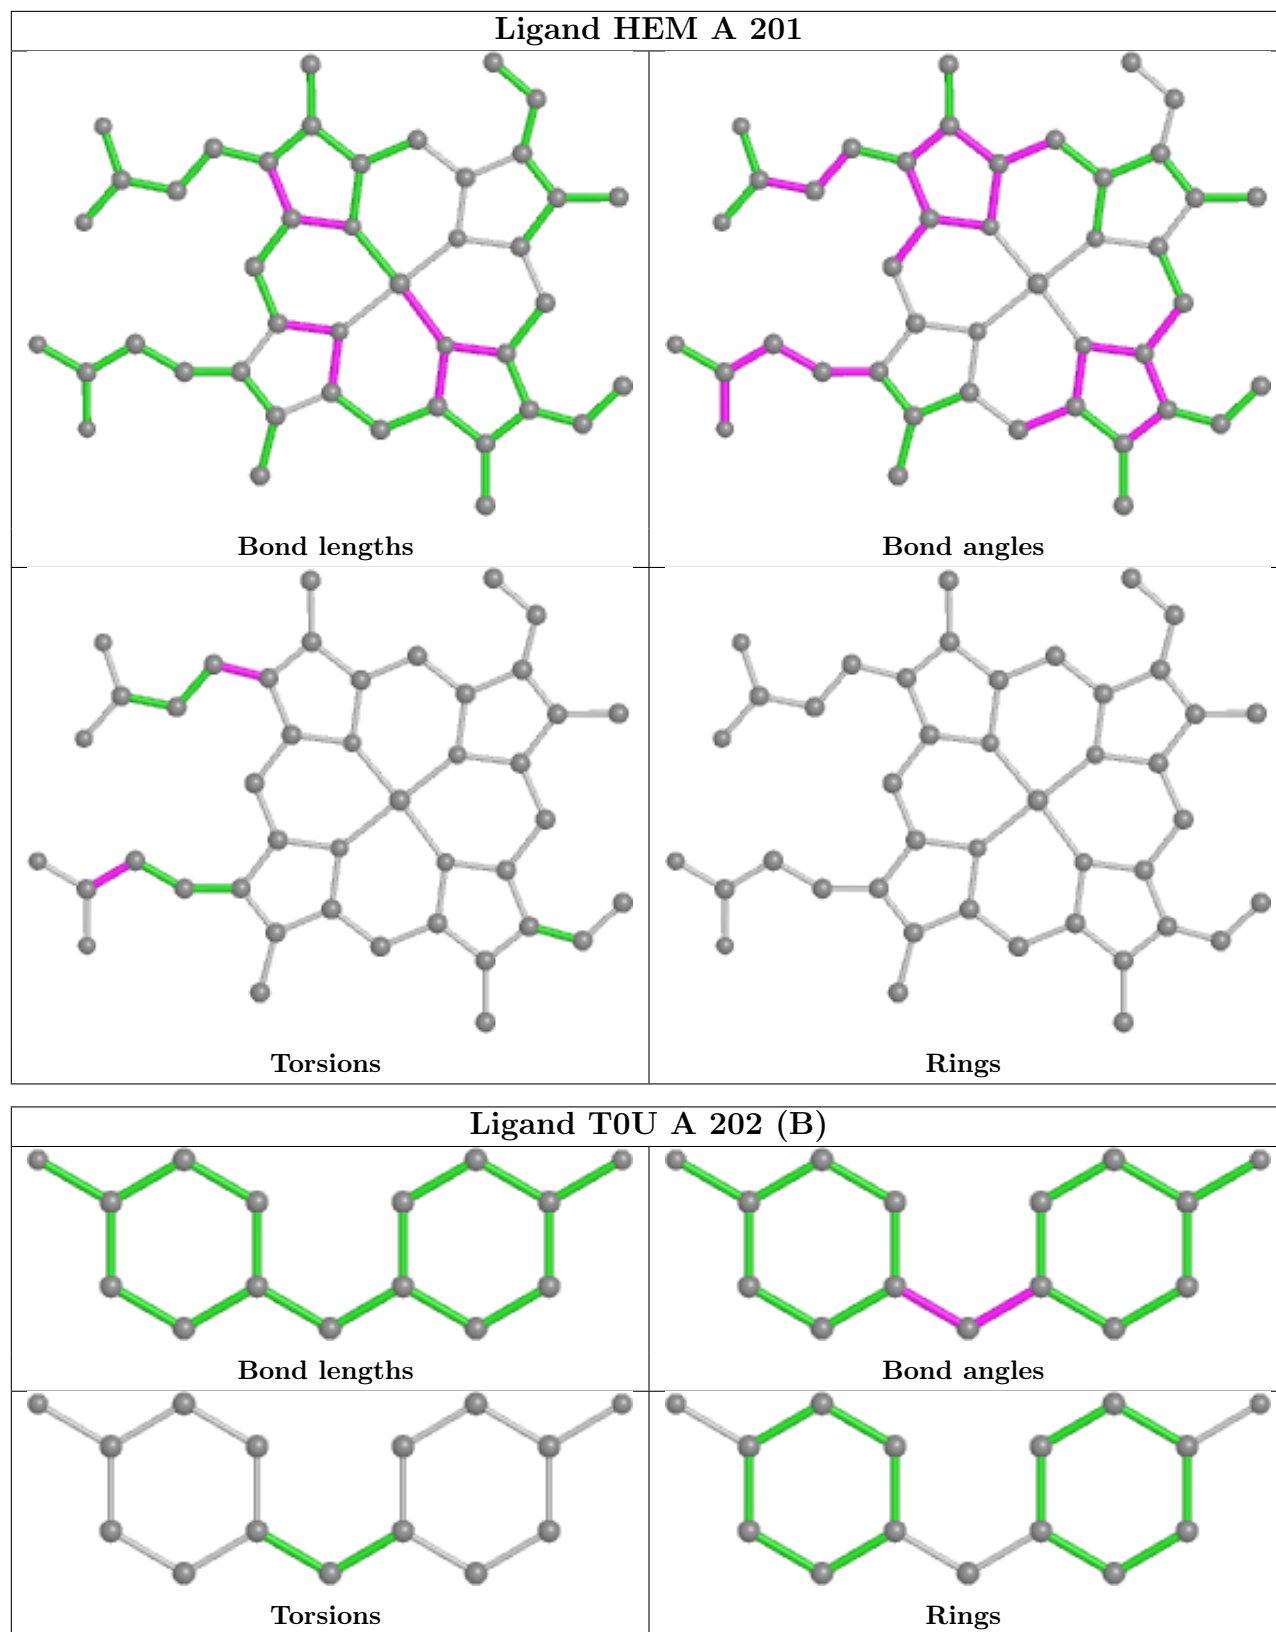 Ligand HEM A 201
Bond lengths
Bond angles
Torsions
Rings
Ligand T0U A 202 (B)
Bond lengths
Bond angles
Torsions
Rings